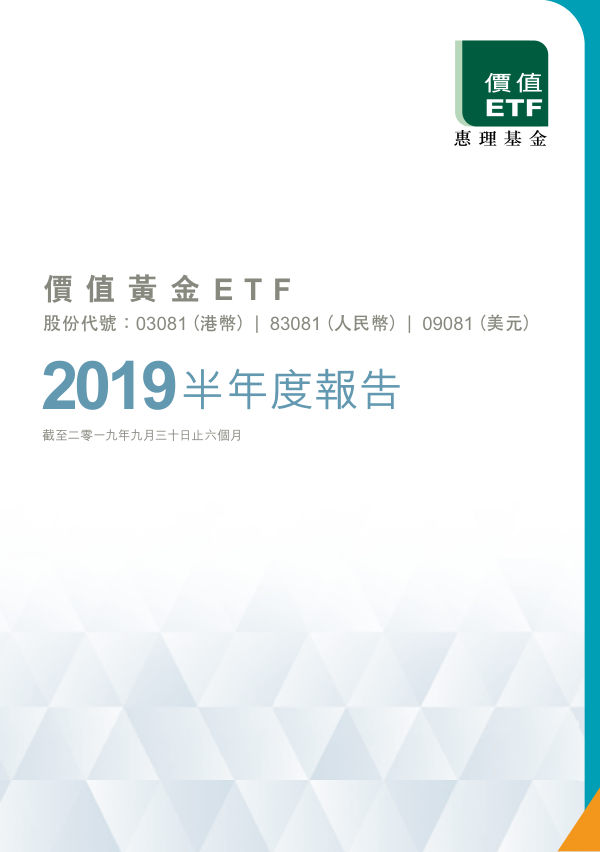 價值
ETF
惠理基金
價值黃金ETF
股份代號：03081 (港幣) | 83081 (人民幣) | 09081 (美元)
2019半年度報告
截至二零一九年九月三十日止六個月